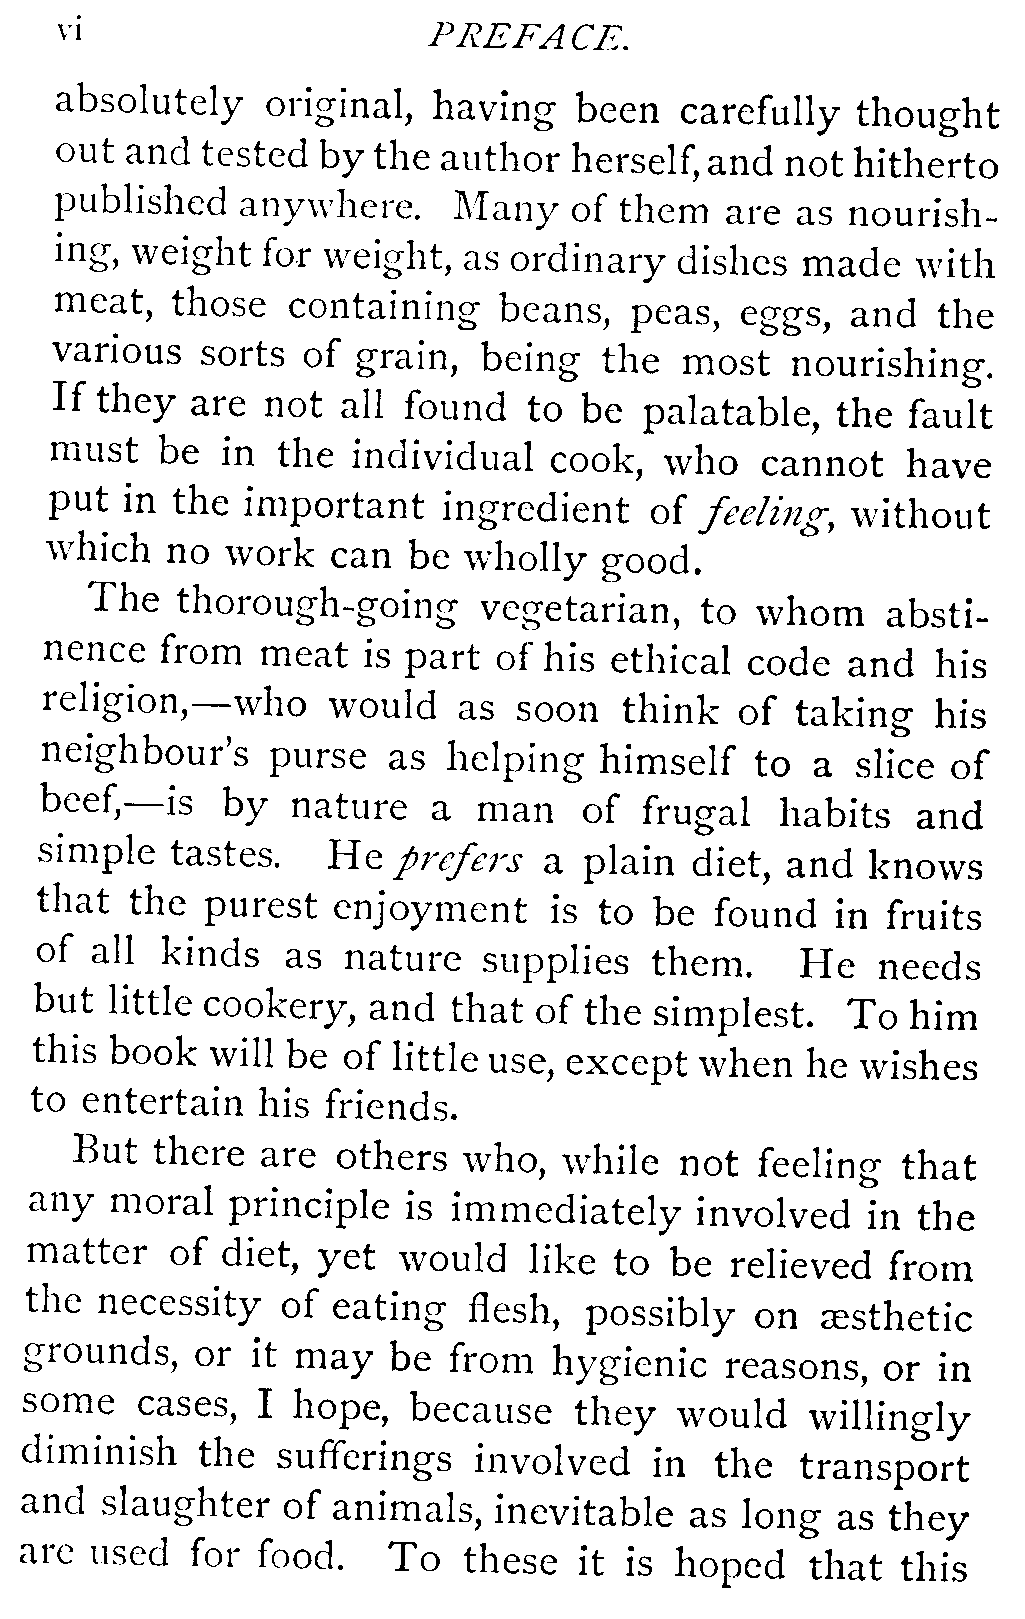 vi PREFACE.
absolutely original, having been carefully thought
out and tested by the author herself, and not hitherto
published anywhere. Many of them are as nourish-
ing, weight for weight, as ordinary dishes made with
meat, those containing beans, peas, eggs, and the
various sorts of grain, being the most nourishing.
If they are not all found to be palatable, the fault
must be in the individual cook, who cannot have
put in the important ingredient of feeling, without
which no work can be wholly good.
The thorough-going vegetarian, to whom absti-
nence from meat is part of his ethical code and his
religion,—who would as soon think of taking his
neighbour's purse as helping himself to a slice of
beef,—is by nature a man of frugal habits and
simple tastes. He prefers a plain diet, and knows
that the purest enjoyment is to be found in fruits
of all kinds as nature supplies them. He needs
but little cookery, and that of the simplest. To him
this book will be of little use, except when he wishes
to entertain his friends.
But there are others who, while not feeling that
any moral principle is immediately involved in the
matter of diet, yet would like to be relieved from
the necessity of eating flesh, possibly on æsthetic
grounds, or it may be from hygienic reasons, or in
some cases, I hope, because they would willingly
diminish the sufferings involved in the transport
and slaughter of animals, inevitable as long as they
are used for food. To these it is hoped that this